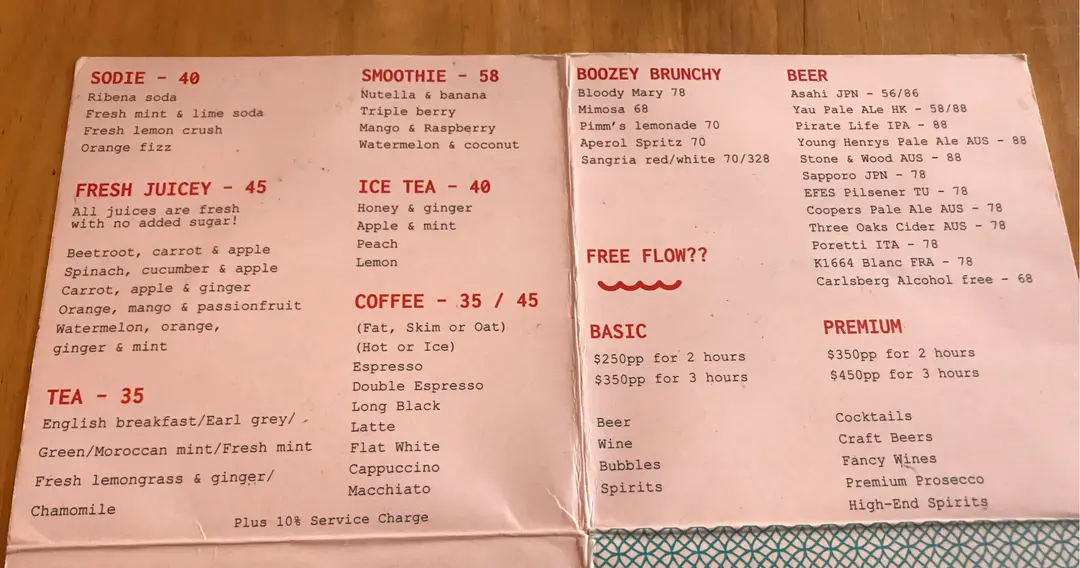 SODIE - 40
Ribena soda
Fresh mint & lime soda
Fresh lemon crush
Orange fizz
FRESH JUICEY - 45
All juices are fresh
with no added sugar!
Beetroot, carrot & apple
Spinach, cucumber & apple
Carrot, apple & ginger
Orange, mango & passionfruit
Watermelon, orange,
ginger & mint
TEA - 35
English breakfast/Earl grey/
Green/Moroccan mint/Fresh mint
Fresh lemongrass & ginger/
Chamomile
SMOOTHIE - 58
Nutella & banana
Triple berry
Mango & Raspberry
Watermelon & coconut
ICE TEA - 40
Honey & ginger
Apple & mint
Peach
Lemon
COFFEE - 35 / 45
(Fat, Skim or Oat)
(Hot or Ice)
Espresso
Double Espresso
Long Black
Latte
Flat White
Cappuccino
Macchiato
Plus 10% Service Charge
BOOZEY BRUNCHY
Bloody Mary 78
Mimosa 68
Pimm's lemonade 70
Aperol Spritz 70
Sangria red/white 70/328
BEER
Asahi JPN - 56/86
Yau Pale ALe HK - 58/88
Pirate Life IPA - 88
Young Henrys Pale Ale AUS - 88
Stone & Wood AUS - 88
Sapporo JPN - 78
EFES Pilsener TU - 78
Coopers Pale Ale AUS - 78
Three Oaks Cider AUS - 78
Poretti ITA - 78
K1664 Blanc FRA - 78
Carlsberg Alcohol free - 68
FREE FLOW??
BASIC
$250pp for 2 hours
$350pp for 3 hours
Beer
Wine
Bubbles
Spirits
PREMIUM
$350pp for 2 hours
$450pp for 3 hours
Cocktails
Craft Beers
Fancy Wines
Premium Prosecco
High-End Spirits